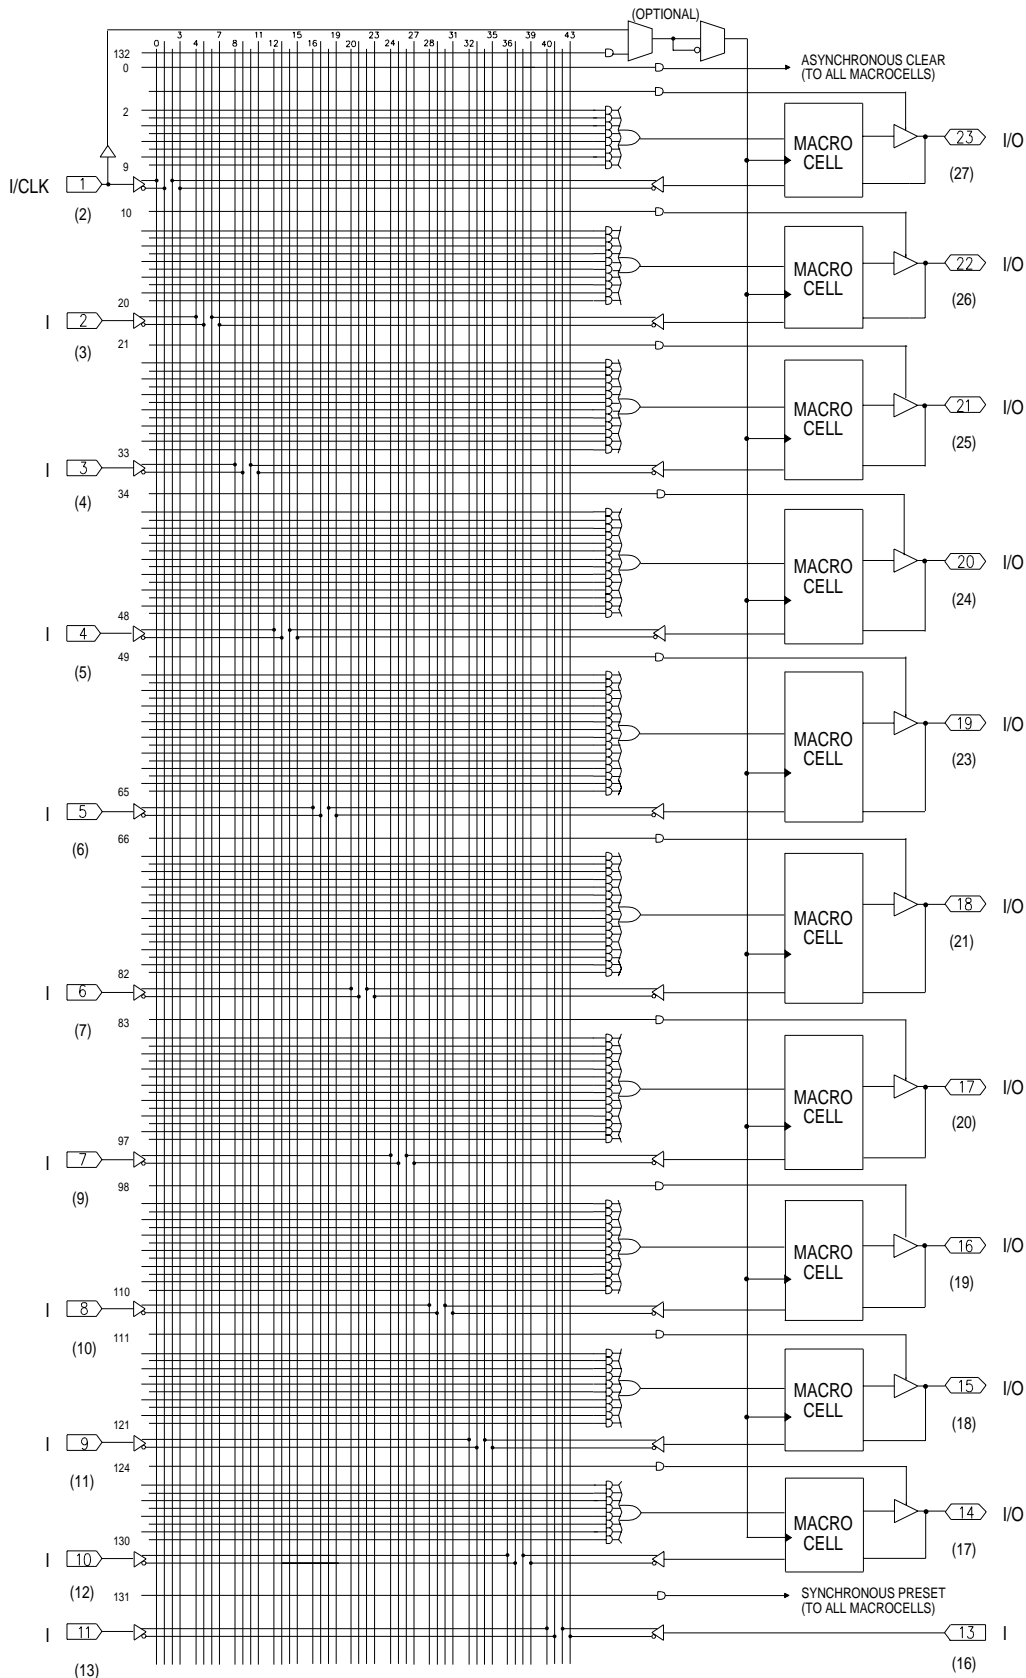 (OPTIONAL)
0 3 4 7 8 11 12 15 16 19 20 23 24 27 28 31 32 35 36 39 40 43
132
0
ASYNCHRONOUS CLEAR
(TO ALL MACROCELLS)
2
MACRO
CELL
23 I/O
(27)
9
I/CLK 1
(2)
10
MACRO
CELL
22 I/O
(26)
20
I 2
(3)
21
MACRO
CELL
21 I/O
(25)
33
I 3
(4)
34
MACRO
CELL
20 I/O
(24)
48
I 4
(5)
49
MACRO
CELL
19 I/O
(23)
65
I 5
(6)
66
MACRO
CELL
18 I/O
(21)
82
I 6
(7)
83
MACRO
CELL
17 I/O
(20)
97
I 7
(9)
98
MACRO
CELL
16 I/O
(19)
110
I 8
(10)
111
MACRO
CELL
15 I/O
(18)
121
I 9
(11)
124
MACRO
CELL
14 I/O
(17)
130
I 10
(12)
131
SYNCHRONOUS PRESET
(TO ALL MACROCELLS)
I 11
(13)
13 I
(16)